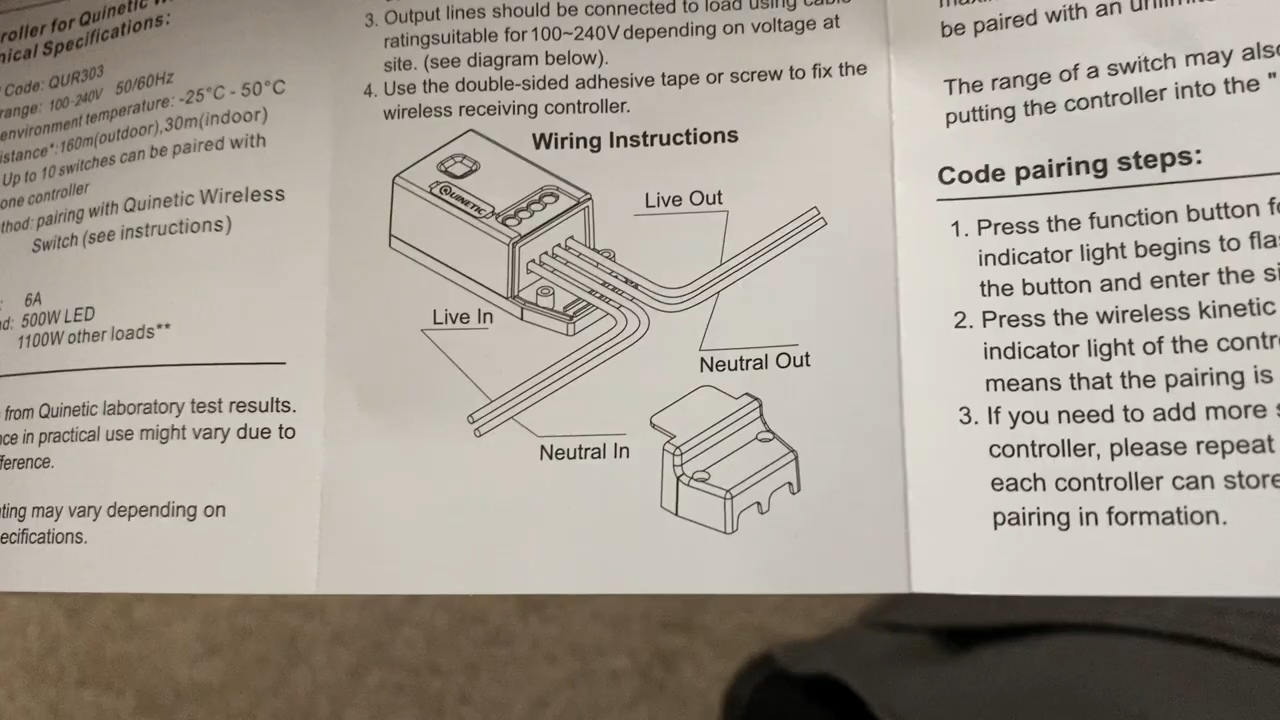 roller for Quinetic
nical Specifications:
Code: QUR303
range: 100-240V 50/60Hz
environment temperature: -25°C - 50°C
istance*:160m(outdoor),30m(indoor)
Up to 10 switches can be paired with
one controller
thod: pairing with Quinetic Wireless
Switch (see instructions)
6A
d: 500W LED
1100W other loads**
from Quinetic laboratory test results.
ce in practical use might vary due to
ference.
ting may vary depending on
ecifications.
3. Output lines should be connected to load using cable
ratingsuitable for 100~240V depending on voltage at
site. (see diagram below).
4. Use the double-sided adhesive tape or screw to fix the
wireless receiving controller.
Wiring Instructions
QUINETIC
Live Out
Live In
Neutral Out
Neutral In
be paired with an
The range of a switch may also
putting the controller into the "
Code pairing steps:
1. Press the function button fo
indicator light begins to fla
the button and enter the si
2. Press the wireless kinetic
indicator light of the contr
means that the pairing is
3. If you need to add more s
controller, please repeat
each controller can store
pairing in formation.